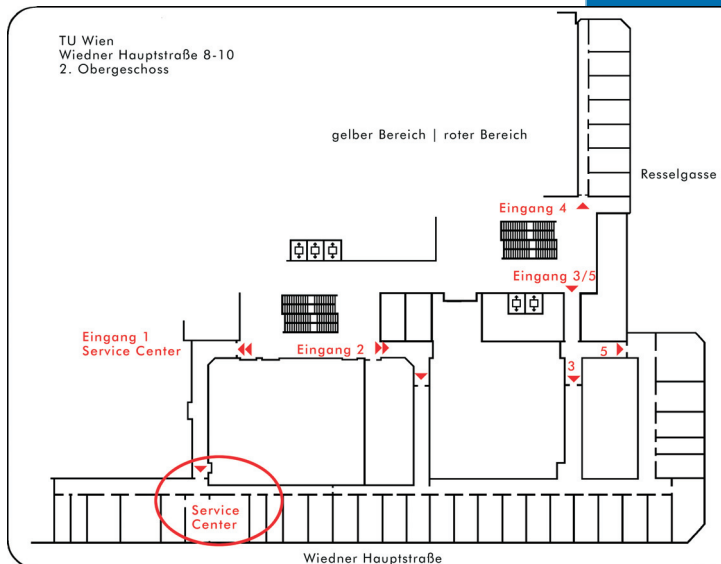 TU Wien
Wiedner Hauptstraße 8-10
2. Obergeschoss
gelber Bereich | roter Bereich
Resselgasse
Eingang 4
Eingang 3/5
Eingang 1
Service Center
Eingang 2
5
3
Service
Center
Wiedner Hauptstraße